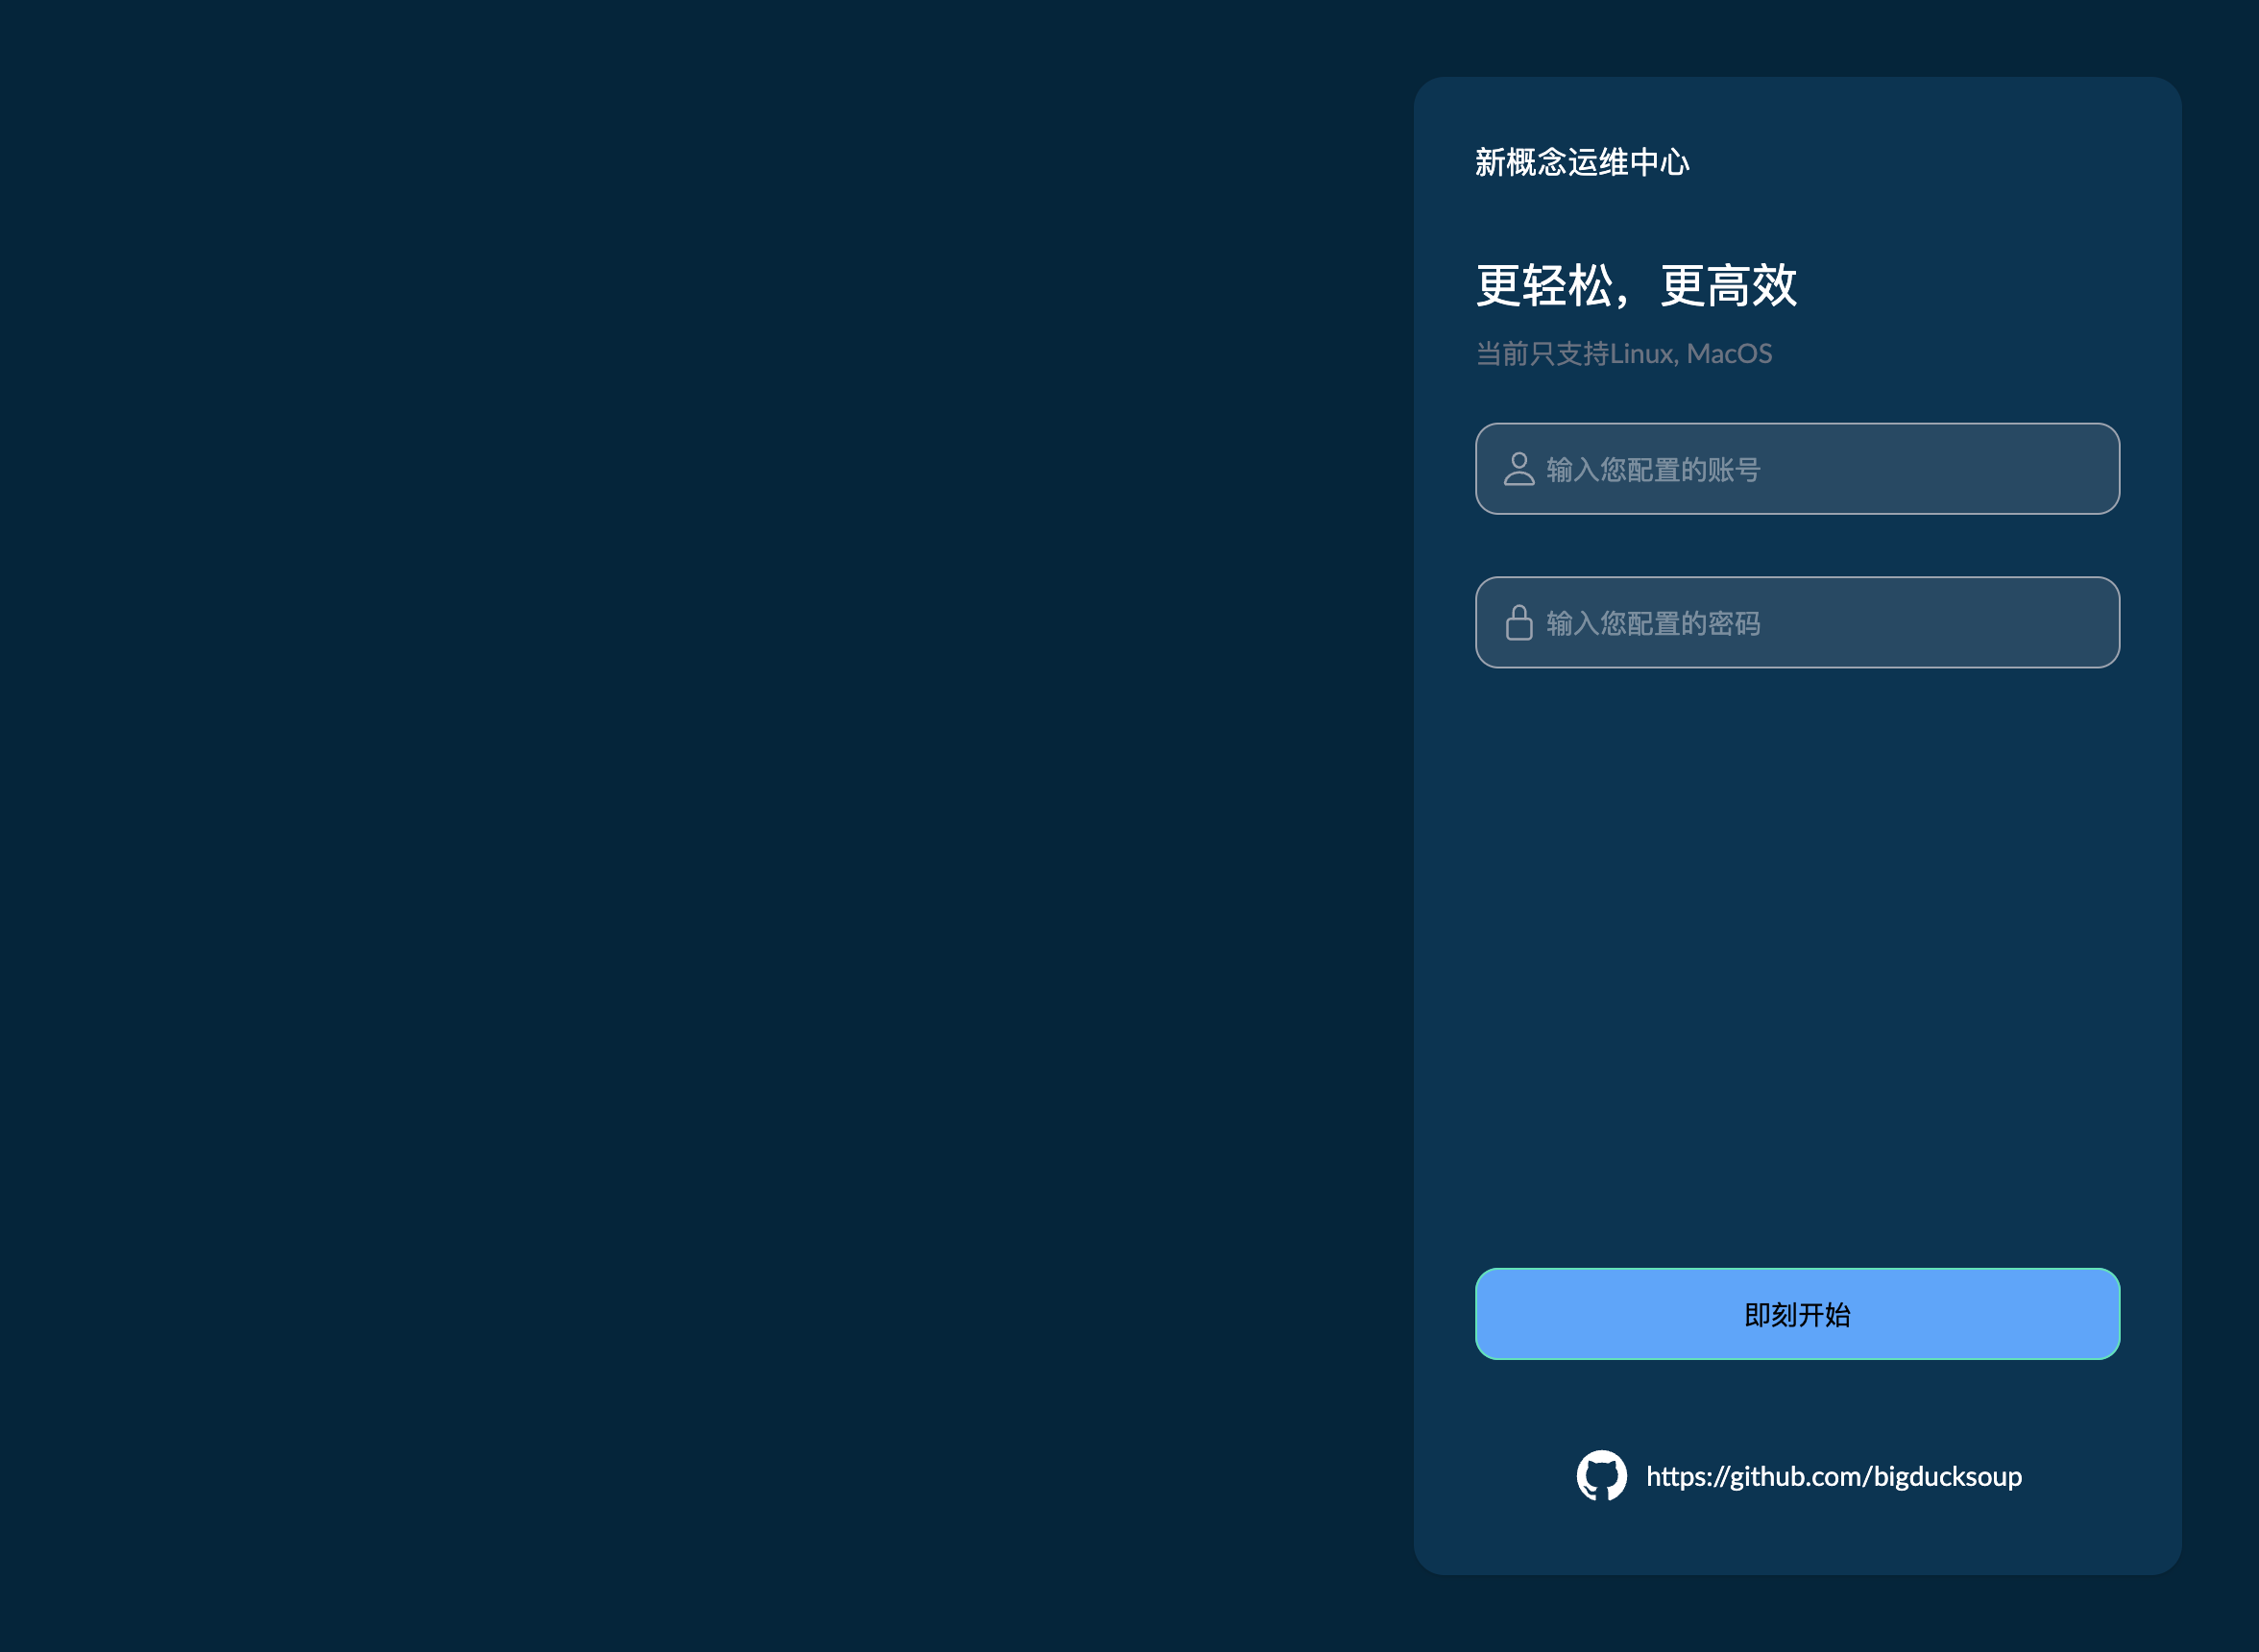 新概念运维中心
更轻松，更高效
当前只支持Linux, MacOS
输入您配置的账号
输入您配置的密码
即刻开始
https://github.com/bigducksoup